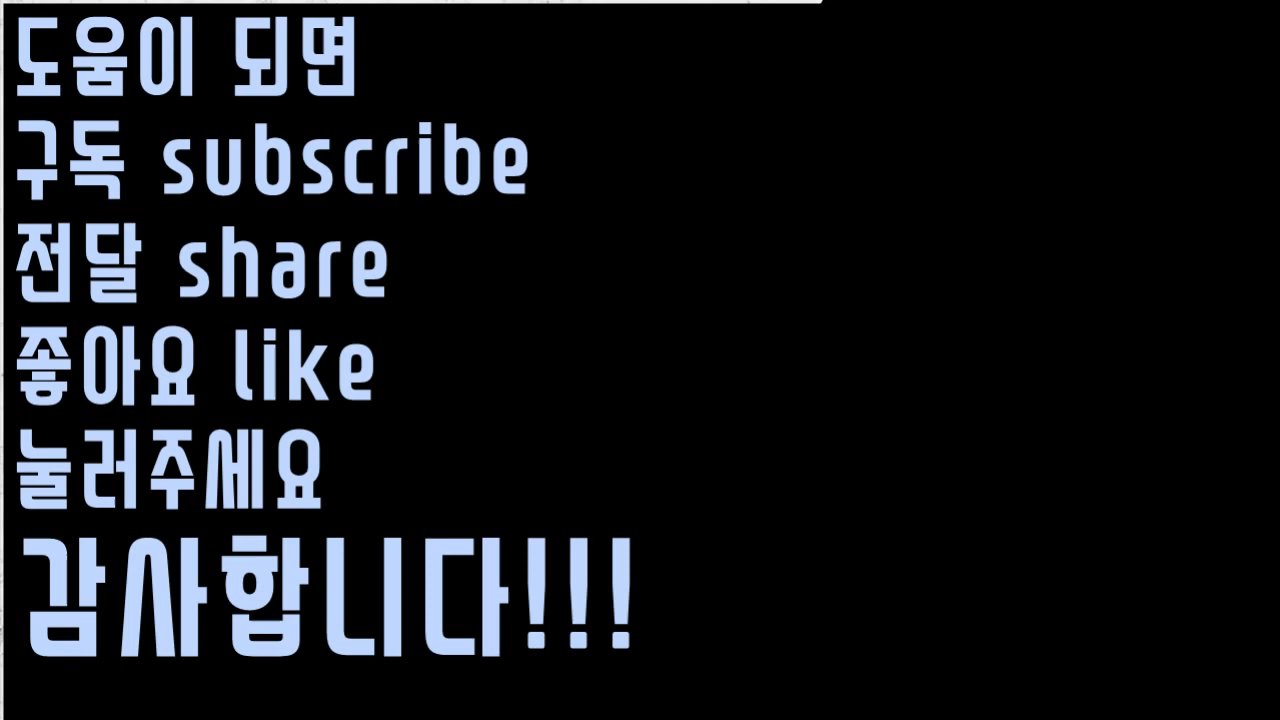 도움이 되면
구독 subscribe
전달 share
좋아요 like
눌러주세요
감사합니다!!!